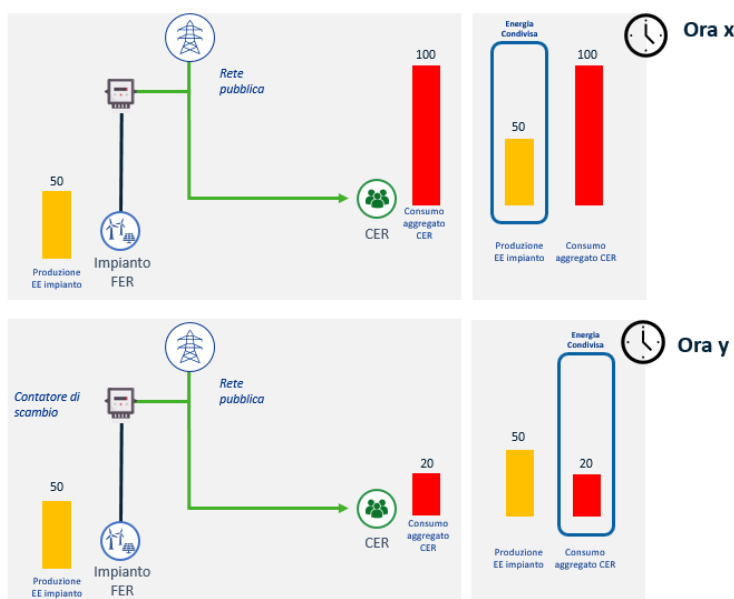 Ora x
Energia
Condivisa
100
100
Rete
pubblica
50
50
CER
Consumo
aggregato
CER
Produzione
EE impianto
Impianto
FER
Produzione
EE impianto
Consumo
aggregato CER
Ora y
Energia
Condivisa
Rete
pubblica
Contatore di
scambio
50
20
20
50
CER
Consumo
aggregato
CER
Produzione
EE impianto
Impianto
FER
Produzione
EE impianto
Consumo
aggregato CER